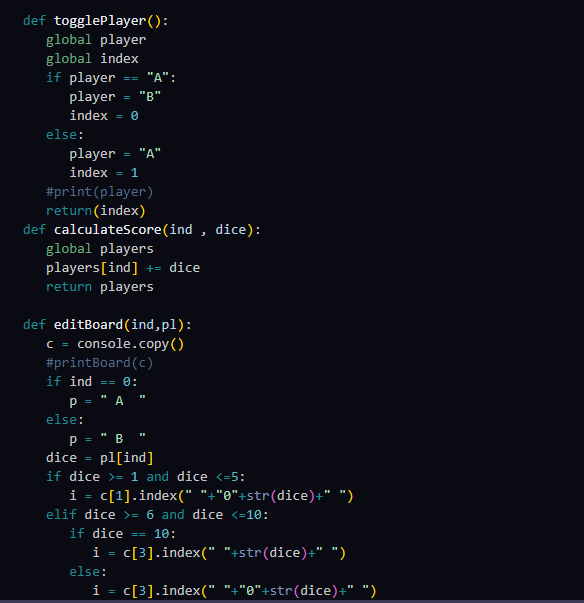 def togglePlayer():
   global player
   global index
   if player == "A":
      player = "B"
      index = 0
   else:
      player = "A"
      index = 1
   #print(player)
   return(index)
def calculateScore(ind , dice):
   global players
   players[ind] += dice
   return players

def editBoard(ind,pl):
   c = console.copy()
   #printBoard(c)
   if ind == 0:
      p = " A  "
   else:
      p = " B  "
   dice = pl[ind]
   if dice >= 1 and dice <=5:
      i = c[1].index(" "+"0"+str(dice)+" ")
   elif dice >= 6 and dice <=10:
      if dice == 10:
         i = c[3].index(" "+str(dice)+" ")
      else:
         i = c[3].index(" "+"0"+str(dice)+" ")